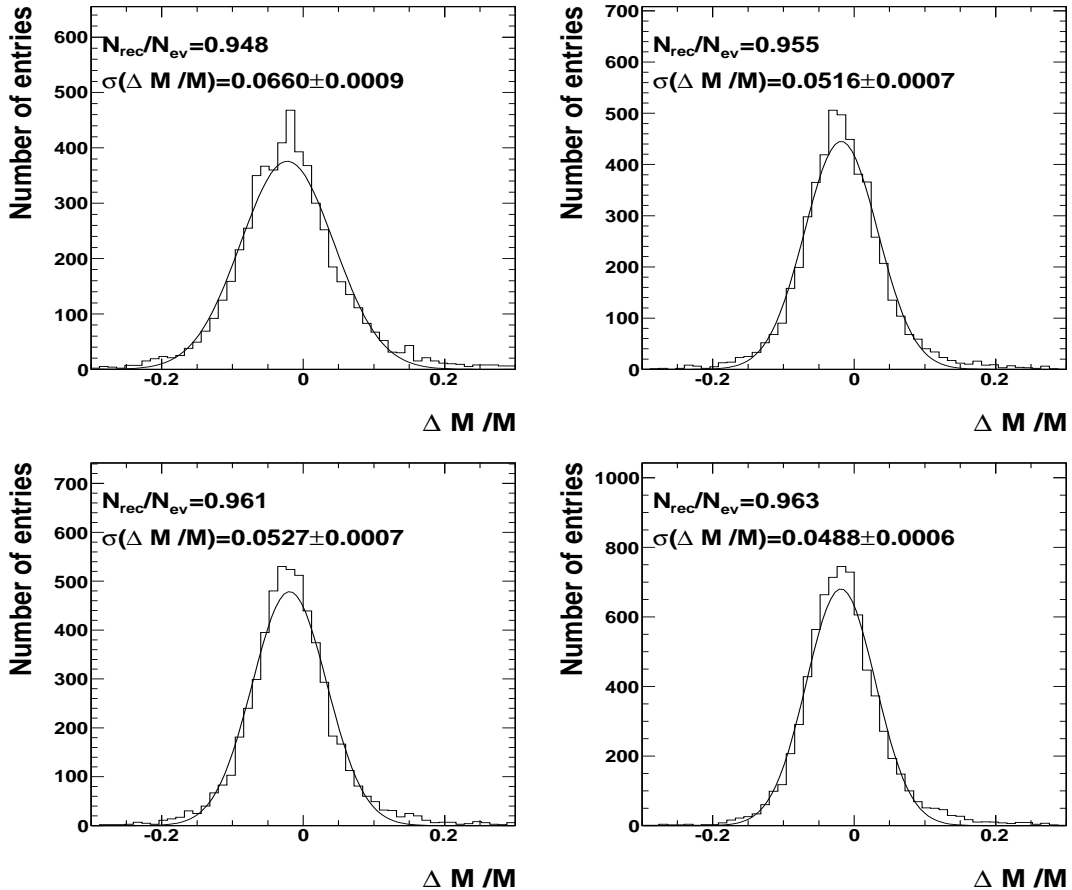 Number of entries
600
500
400
300
200
100
0
N_rec/N_ev=0.948
σ(Δ M /M)=0.0660±0.0009
-0.2 0 0.2
Δ M /M
Number of entries
700
600
500
400
300
200
100
0
N_rec/N_ev=0.955
σ(Δ M /M)=0.0516±0.0007
-0.2 0 0.2
Δ M /M
Number of entries
700
600
500
400
300
200
100
0
N_rec/N_ev=0.961
σ(Δ M /M)=0.0527±0.0007
-0.2 0 0.2
Δ M /M
Number of entries
1000
800
600
400
200
0
N_rec/N_ev=0.963
σ(Δ M /M)=0.0488±0.0006
-0.2 0 0.2
Δ M /M